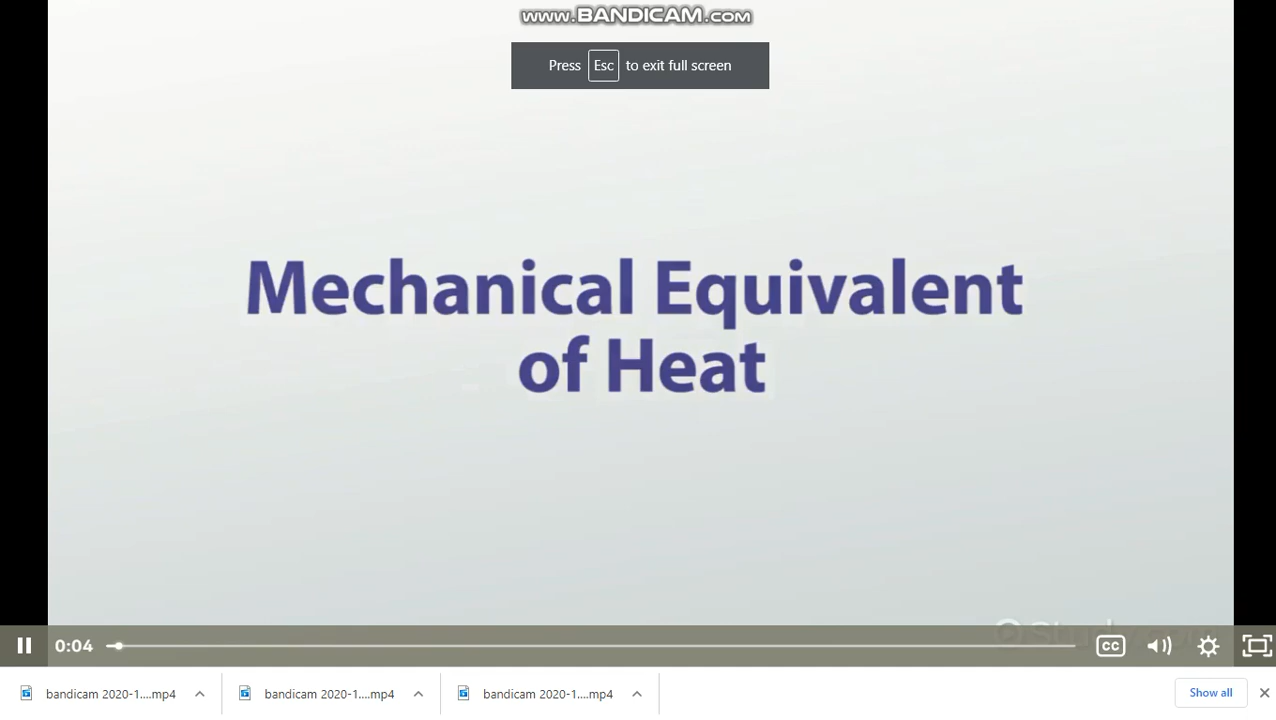 www.BANDICAM.com
Press Esc to exit full screen
Mechanical Equivalent
of Heat
0:04
CC
bandicam 2020-1....mp4
bandicam 2020-1....mp4
bandicam 2020-1....mp4
Show all